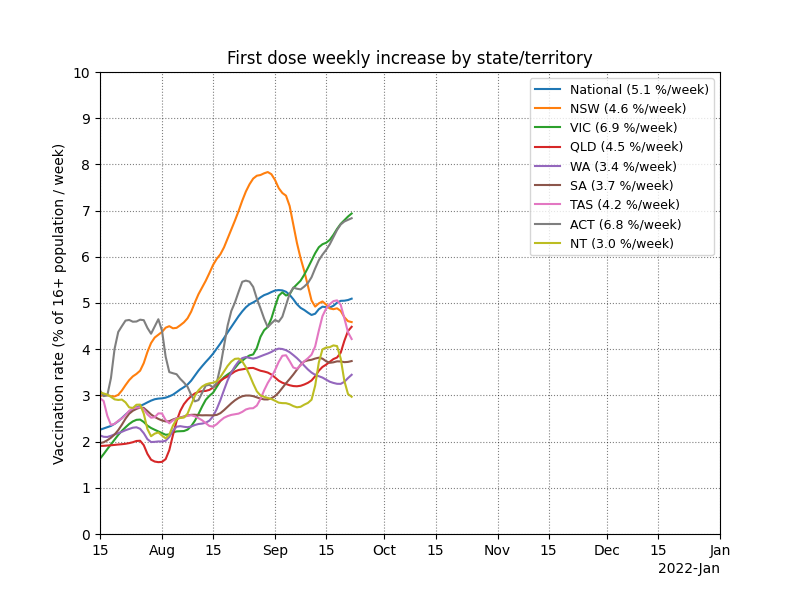 First dose weekly increase by state/territory
Vaccination rate (% of 16+ population / week)
10
9
8
7
6
5
4
3
2
1
0
National (5.1 %/week)
NSW (4.6 %/week)
VIC (6.9 %/week)
QLD (4.5 %/week)
WA (3.4 %/week)
SA (3.7 %/week)
TAS (4.2 %/week)
ACT (6.8 %/week)
NT (3.0 %/week)
15 Aug 15 Sep 15 Oct 15 Nov 15 Dec 15 Jan
2022-Jan